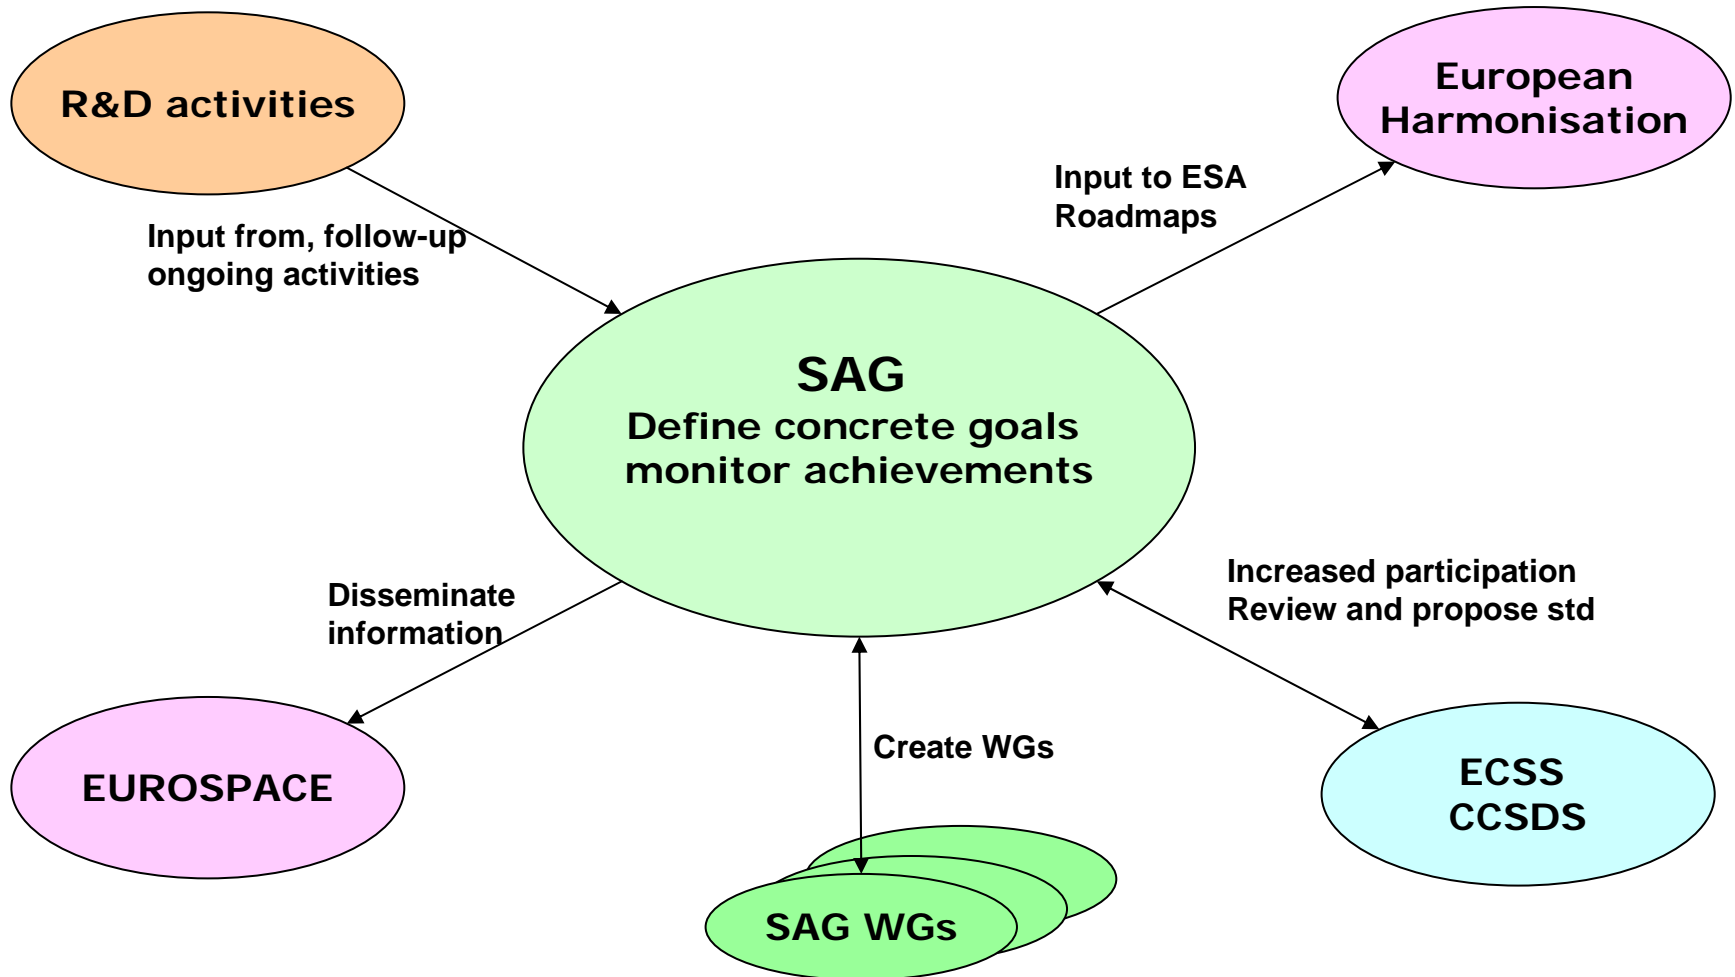 R&D activities
European
Harmonisation
Input to ESA
Roadmaps
Input from, follow-up
ongoing activities
SAG
Define concrete goals
monitor achievements
Disseminate
information
Increased participation
Review and propose std
Create WGs
EUROSPACE
ECSS
CCSDS
SAG WGs